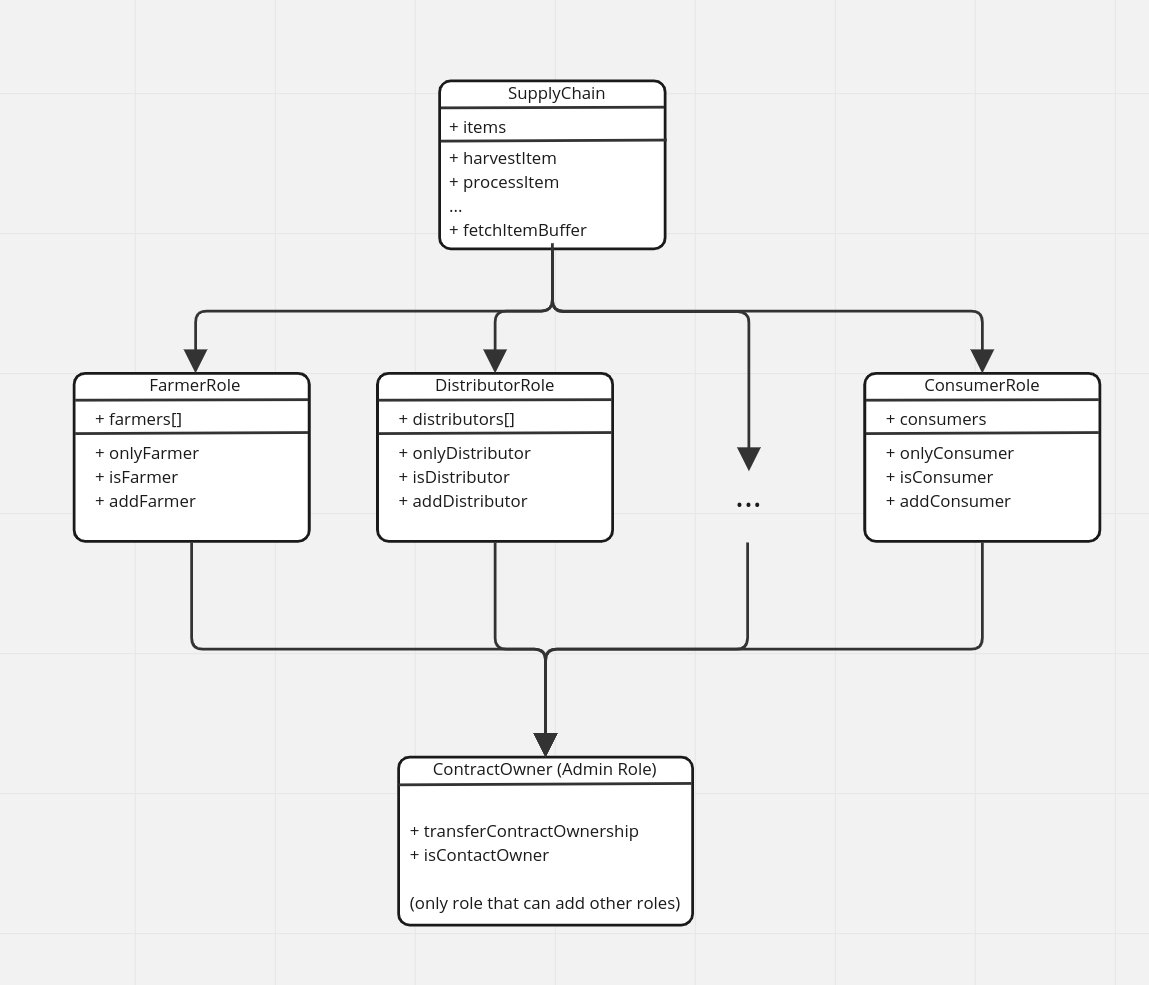 SupplyChain
+ items
+ harvestItem
+ processItem
...
+ fetchItemBuffer
FarmerRole
+ farmers[]
+ onlyFarmer
+ isFarmer
+ addFarmer
DistributorRole
+ distributors[]
+ onlyDistributor
+ isDistributor
+ addDistributor
...
ConsumerRole
+ consumers
+ onlyConsumer
+ isConsumer
+ addConsumer
ContractOwner (Admin Role)
+ transferContractOwnership
+ isContactOwner
(only role that can add other roles)